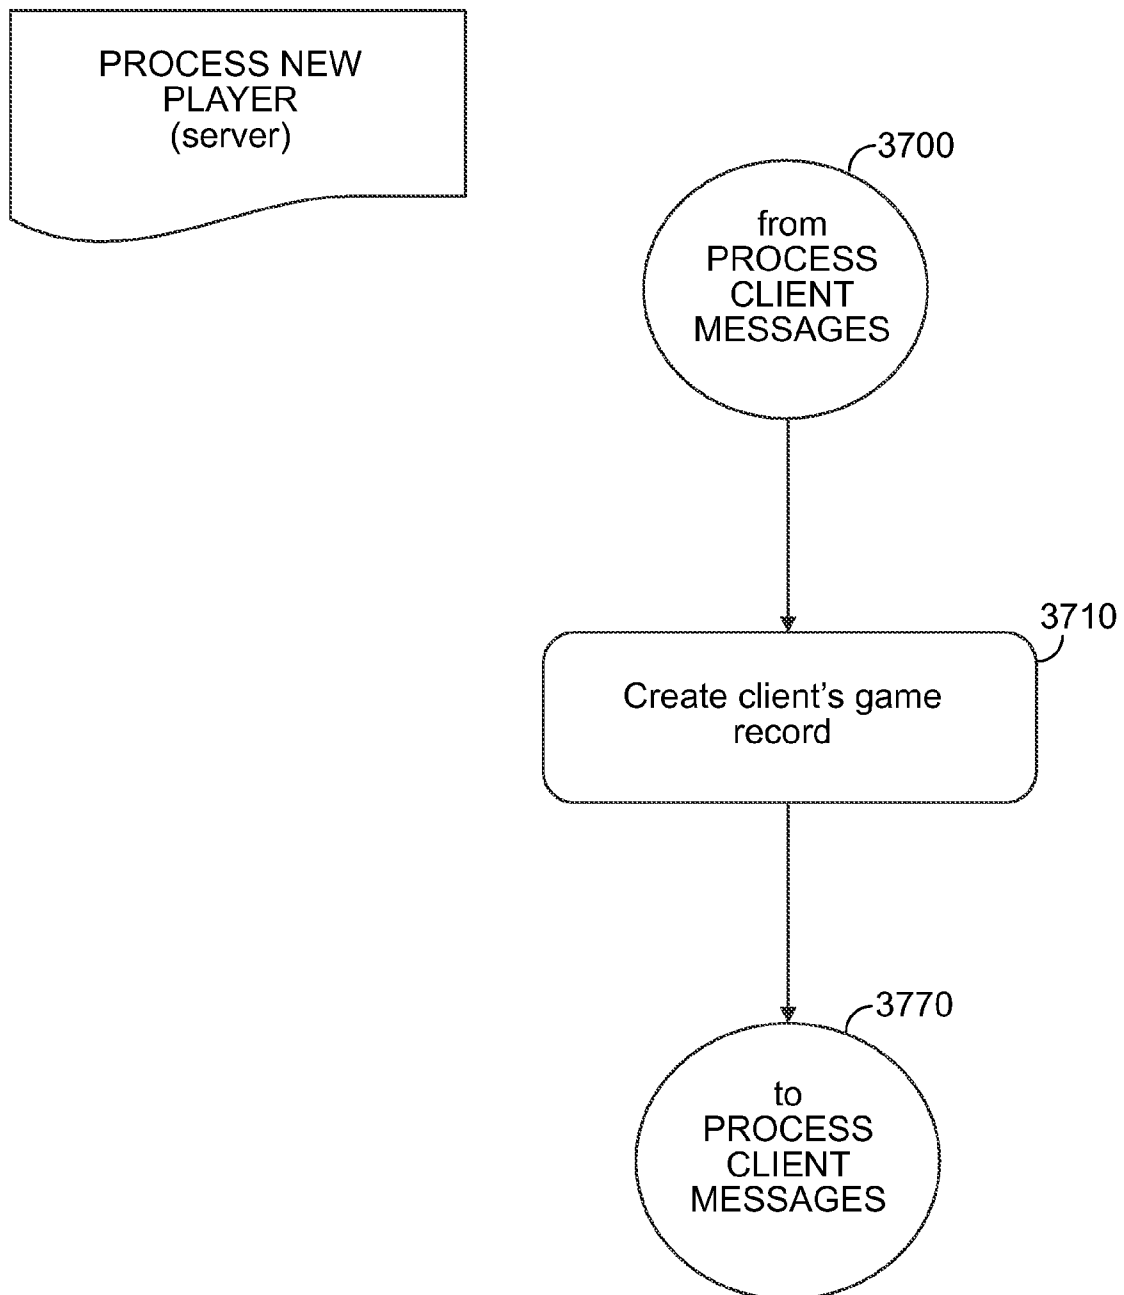 PROCESS NEW
PLAYER
(server)
3700
from
PROCESS
CLIENT
MESSAGES
3710
Create client's game
record
3770
to
PROCESS
CLIENT
MESSAGES